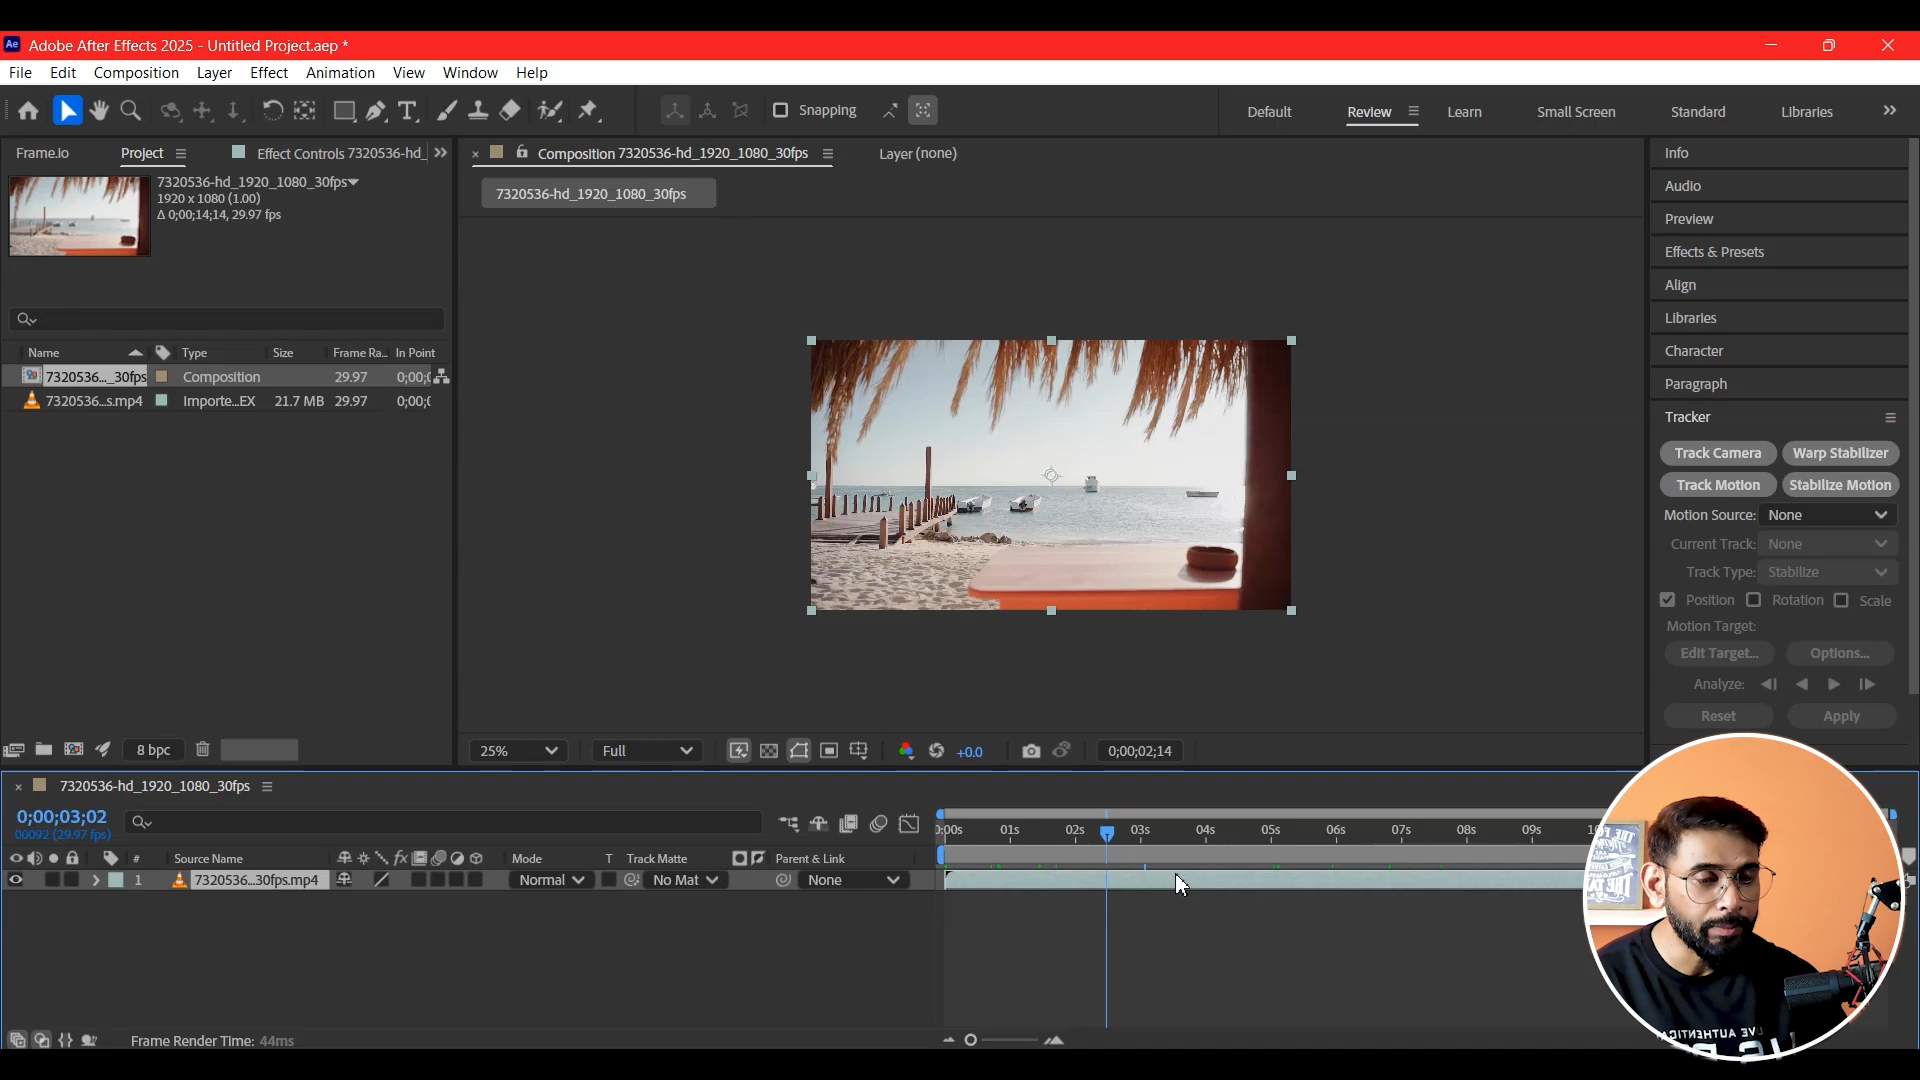 Ae Adobe After Effects 2025 - Untitled Project.aep *
File Edit Composition Layer Effect Animation View Window Help
T Snapping Default Review Learn Small Screen Standard Libraries
Frame.io Project Effect Controls 7320536-hd_
Composition 7320536-hd_1920_1080_30fps Layer (none)
7320536-hd_1920_1080_30fps
1920 x 1080 (1.00)
Δ 0;00;14;14, 29.97 fps
7320536-hd_1920_1080_30fps
Name Type Size Frame Ra... In Point
7320536..._30fps Composition 29.97 0;00;
7320536...s.mp4 Importe...EX 21.7 MB 29.97 0;00;
8 bpc
25% Full +0.0 0;00;02;14
Info
Audio
Preview
Effects & Presets
Align
Libraries
Character
Paragraph
Tracker
Track Camera Warp Stabilizer
Track Motion Stabilize Motion
Motion Source: None
Current Track: None
Track Type: Stabilize
Position Rotation Scale
Motion Target:
Edit Target... Options...
Analyze:
Reset Apply
7320536-hd_1920_1080_30fps
0;00;03;02
00092 (29.97 fps)
0:00s 01s 02s 03s 04s 05s 06s 07s 08s 09s
# Source Name fx Mode T Track Matte Parent & Link
1 7320536...30fps.mp4 Normal No Mat None
Frame Render Time: 44ms